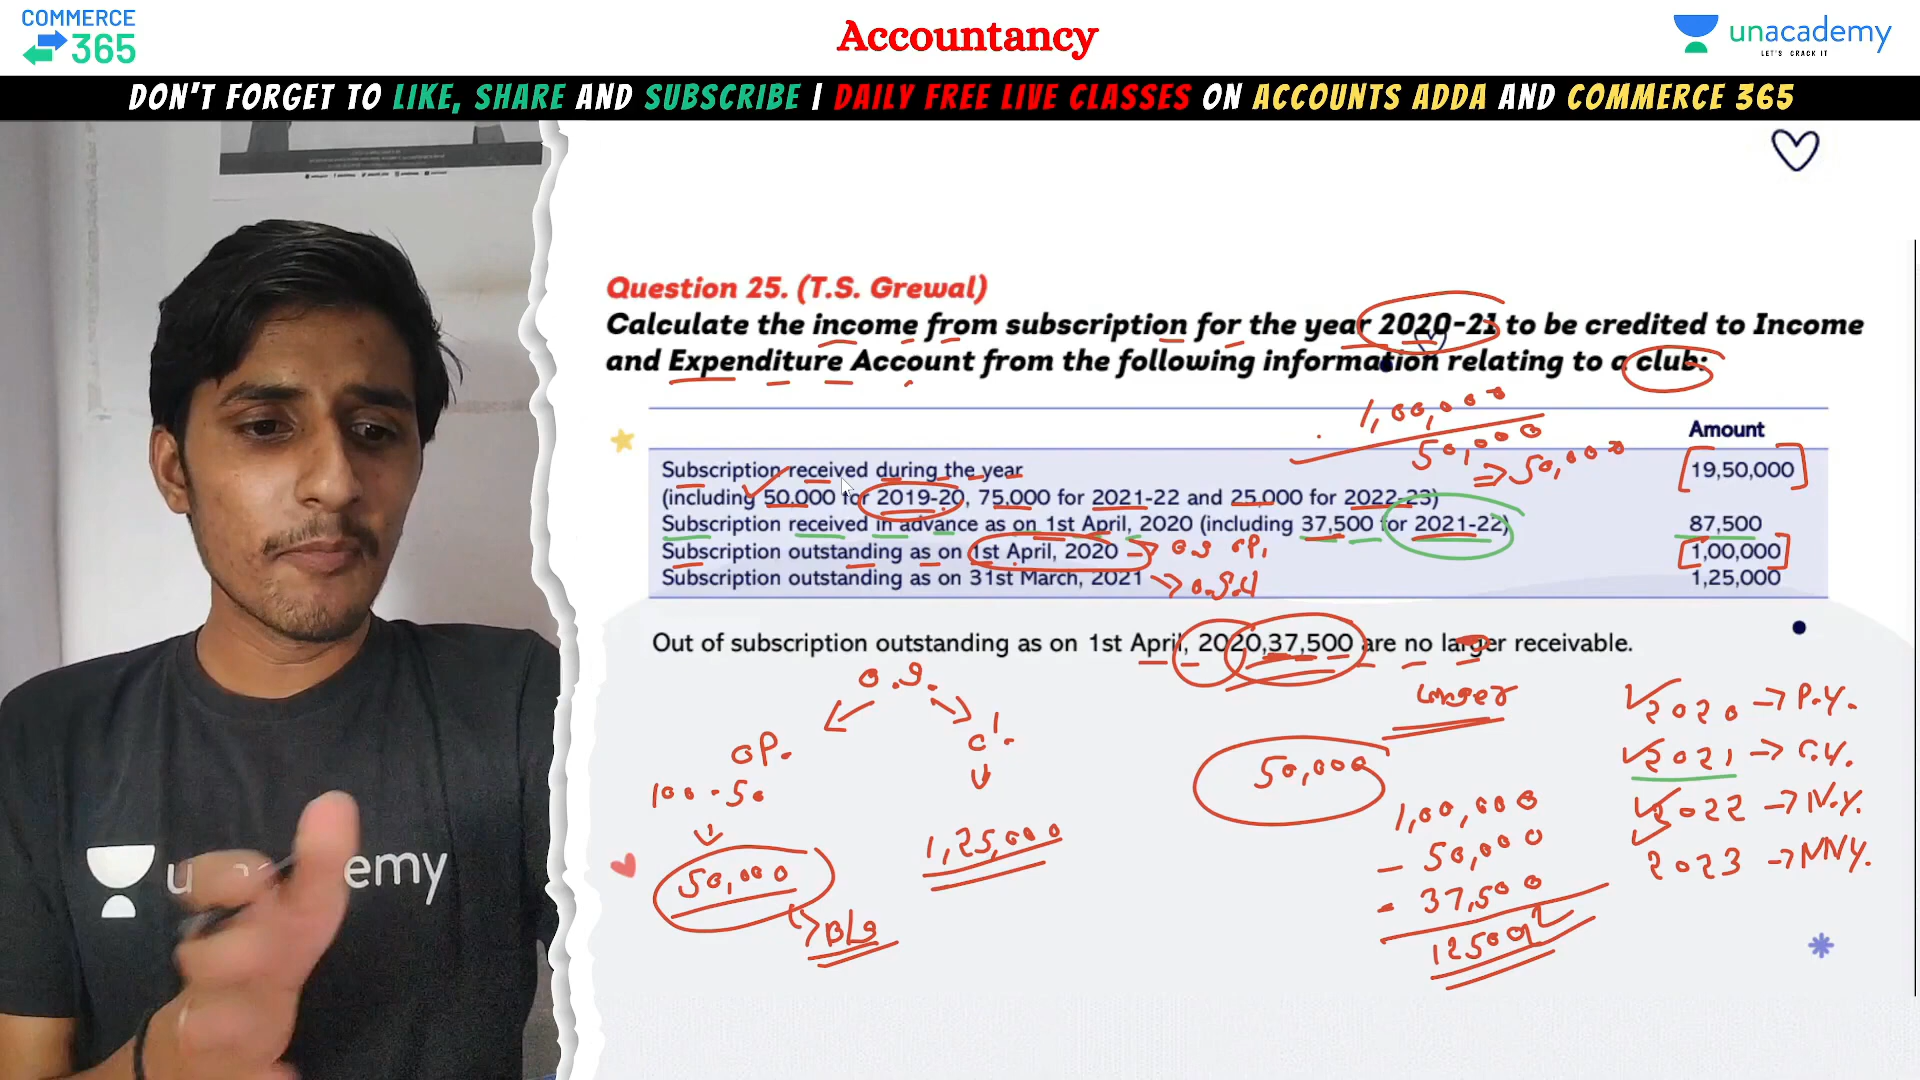 COMMERCE
365
Accountancy
unacademy
LET'S CRACK IT
DON'T FORGET TO LIKE, SHARE AND SUBSCRIBE | DAILY FREE LIVE CLASSES ON ACCOUNTS ADDA AND COMMERCE 365
Question 25. (T.S. Grewal)
Calculate the income from subscription for the year 2020-21 to be credited to Income
and Expenditure Account from the following information relating to a club:
1,00,000
Amount
50,000
⇒ 50,000
Subscription received during the year 19,50,000
(including 50.000 for 2019-20, 75.000 for 2021-22 and 25.000 for 2022-23)
Subscription received in advance as on 1st April, 2020 (including 37,500 for 2021-22) 87,500
Subscription outstanding as on 1st April, 2020 → O.S OP. 1,00,000
Subscription outstanding as on 31st March, 2021 → O.S.Cl 1,25,000
Out of subscription outstanding as on 1st April, 2020,37,500 are no larger receivable.
O.S.
longer
2020 → P.Y.
OP.
Cl.
2021 → C.Y.
50,000
100-50
1,00,000
2022 → N.Y.
1,25,000
- 50,000
2023 → NNY.
50,000
- 37,500
B/S
12500
unacademy